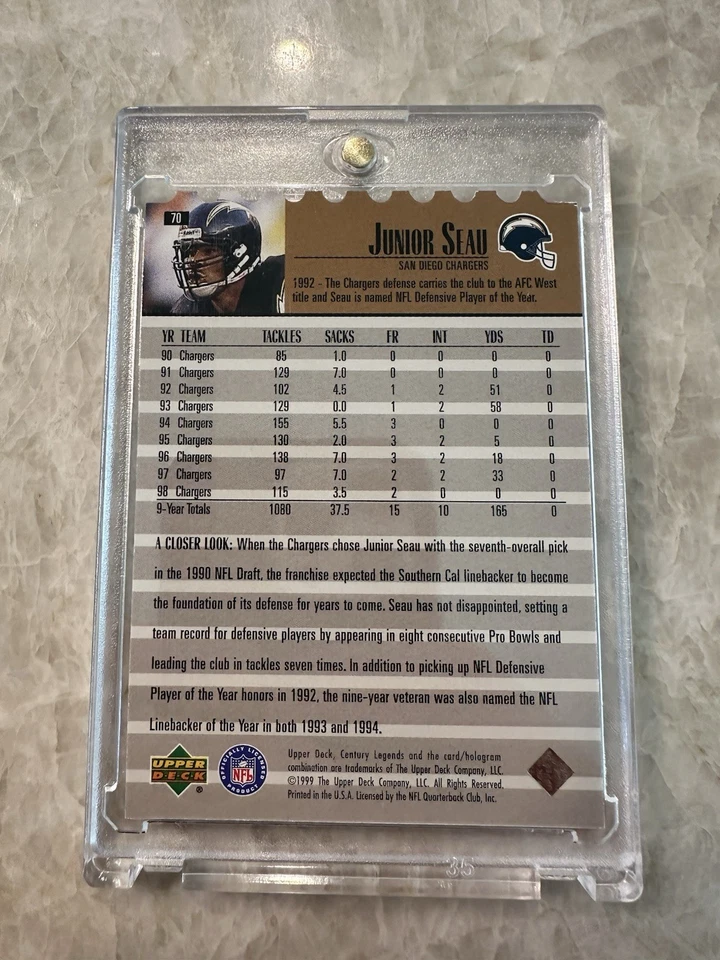 70
JUNIOR SEAU
SAN DIEGO CHARGERS
1992 - The Chargers defense carries the club to the AFC West
title and Seau is named NFL Defensive Player of the Year.
YR TEAM TACKLES SACKS FR INT YDS TD
90 Chargers 85 1.0 0 0 0 0
91 Chargers 129 7.0 0 0 0 0
92 Chargers 102 4.5 1 2 51 0
93 Chargers 129 0.0 1 2 58 0
94 Chargers 155 5.5 3 0 0 0
95 Chargers 130 2.0 3 2 5 0
96 Chargers 138 7.0 3 2 18 0
97 Chargers 97 7.0 2 2 33 0
98 Chargers 115 3.5 2 0 0 0
9-Year Totals 1080 37.5 15 10 165 0
A CLOSER LOOK: When the Chargers chose Junior Seau with the seventh-overall pick
in the 1990 NFL Draft, the franchise expected the Southern Cal linebacker to become
the foundation of its defense for years to come. Seau has not disappointed, setting a
team record for defensive players by appearing in eight consecutive Pro Bowls and
leading the club in tackles seven times. In addition to picking up NFL Defensive
Player of the Year honors in 1992, the nine-year veteran was also named the NFL
Linebacker of the Year in both 1993 and 1994.
UPPER
DECK
®
OFFICIALLY LICENSED
NFL
PRODUCT
Upper Deck, Century Legends and the card/hologram
combination are trademarks of The Upper Deck Company, LLC.
©1999 The Upper Deck Company, LLC. All Rights Reserved.
Printed in the U.S.A. Licensed by the NFL Quarterback Club, Inc.
35